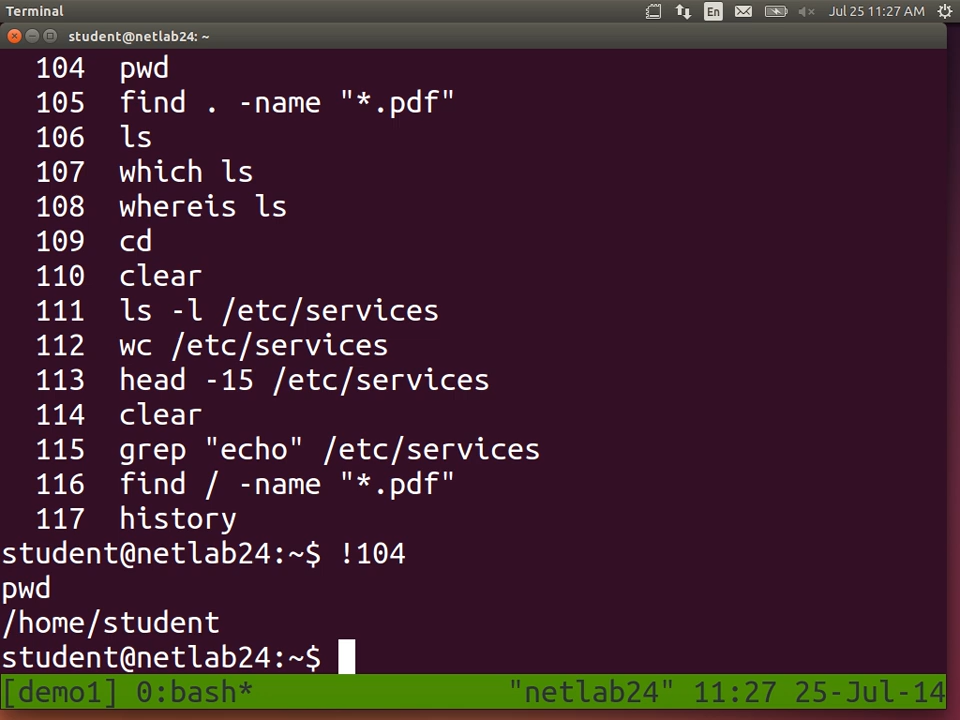 Terminal
En
Jul 25 11:27 AM
student@netlab24: ~
104 pwd
105 find . -name "*.pdf"
106 ls
107 which ls
108 whereis ls
109 cd
110 clear
111 ls -l /etc/services
112 wc /etc/services
113 head -15 /etc/services
114 clear
115 grep "echo" /etc/services
116 find / -name "*.pdf"
117 history
student@netlab24:~$ !104
pwd
/home/student
student@netlab24:~$
[demo1] 0:bash* "netlab24" 11:27 25-Jul-14